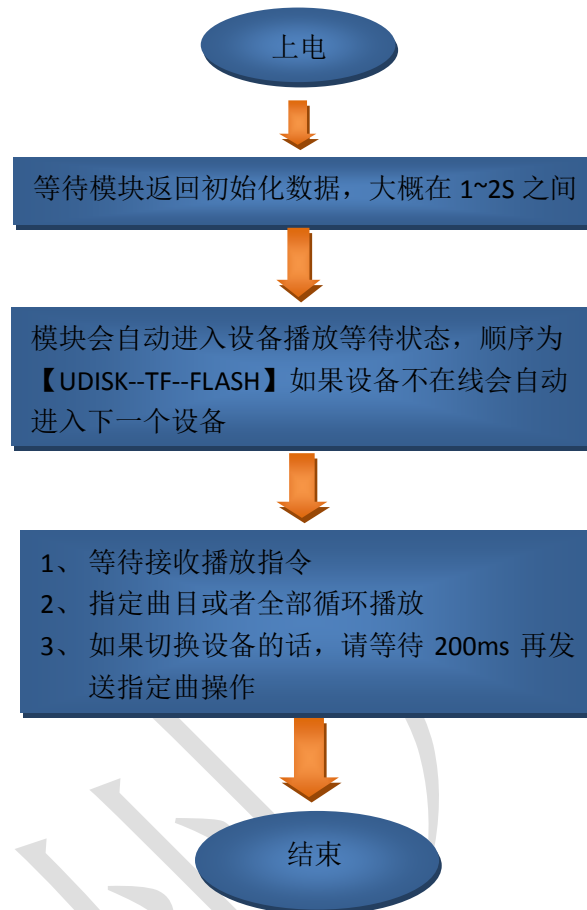 上电
等待模块返回初始化数据，大概在 1~2S 之间
模块会自动进入设备播放等待状态，顺序为
【UDISK--TF--FLASH】如果设备不在线会自动
进入下一个设备
1、 等待接收播放指令
2、 指定曲目或者全部循环播放
3、 如果切换设备的话，请等待 200ms 再发
送指定曲操作
结束